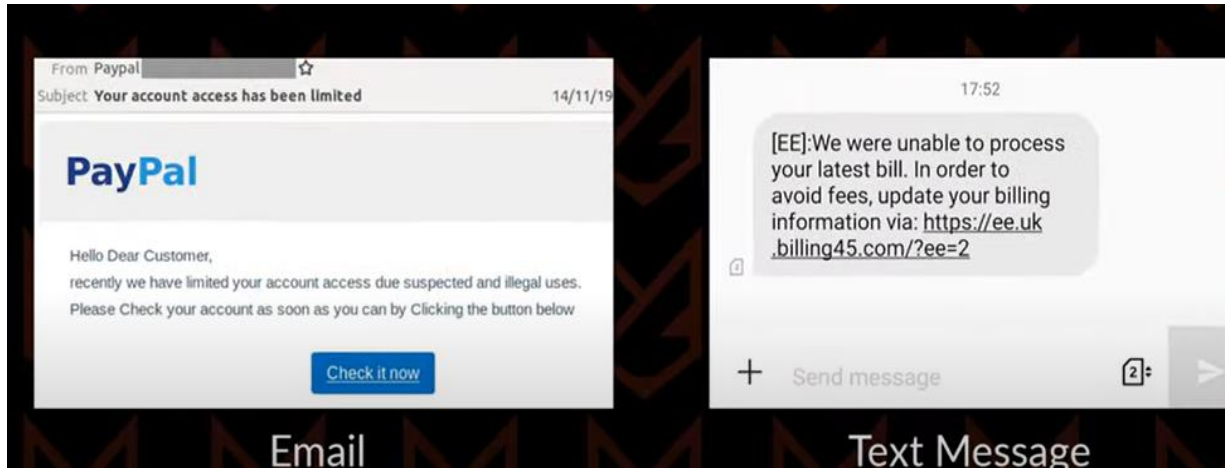 From Paypal
Subject Your account access has been limited 14/11/19
PayPal
Hello Dear Customer,
recently we have limited your account access due suspected and illegal uses.
Please Check your account as soon as you can by Clicking the button below
Check it now
Email
17:52
[EE]:We were unable to process
your latest bill. In order to
avoid fees, update your billing
information via: https://ee.uk
.billing45.com/?ee=2
Send message
2
Text Message